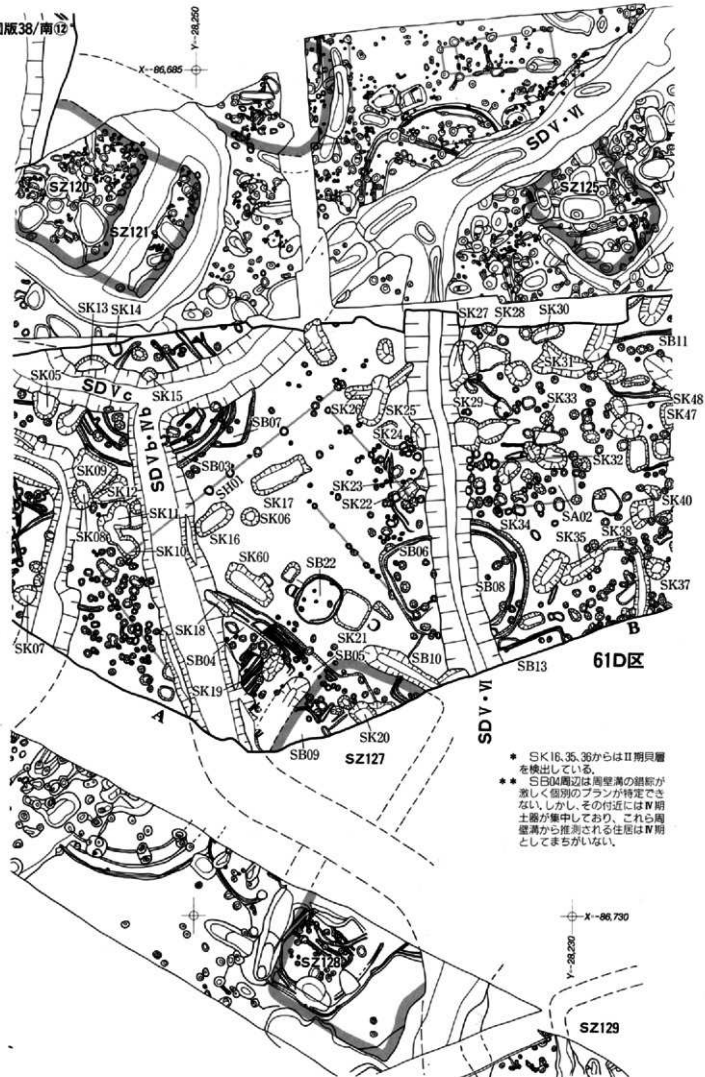 図版38/南⑫
Y--28,250
X--86,685
SZ120
SZ121
SDⅤ・Ⅵ
SZ125
SK13 SK14
SK27 SK28 SK30
SB11
SK05
SDⅤc
SK15
SDⅤb・Ⅳb
SB07
SK26
SK25
SK31
SK29
SK33
SK48
SK47
SK24
SK09
SK12
SB03
SH01
SK23
SK22
SK32
SK17
SK11
SK06
SK16
SK40
SK08
SK10
SK34
SA02
SK35
SK38
SB06
SB22
SK60
SB08
SK37
SK07
SK18
SK21
SB04
SB05
SB10
B
SB13
61D区
SK19
A
SK20
SB09
SZ127
SDⅤ・Ⅵ
* SK16、35、36からはⅡ期貝層
を検出している。
** SB04周辺は周壁溝の錯綜が
激しく個別のプランが特定でき
ない。しかし、その付近にはⅣ期
土器が集中しており、これら周
壁溝から推測される住居はⅣ期
としてまちがいない。
X--86,730
Y--28,230
SZ128
SZ129